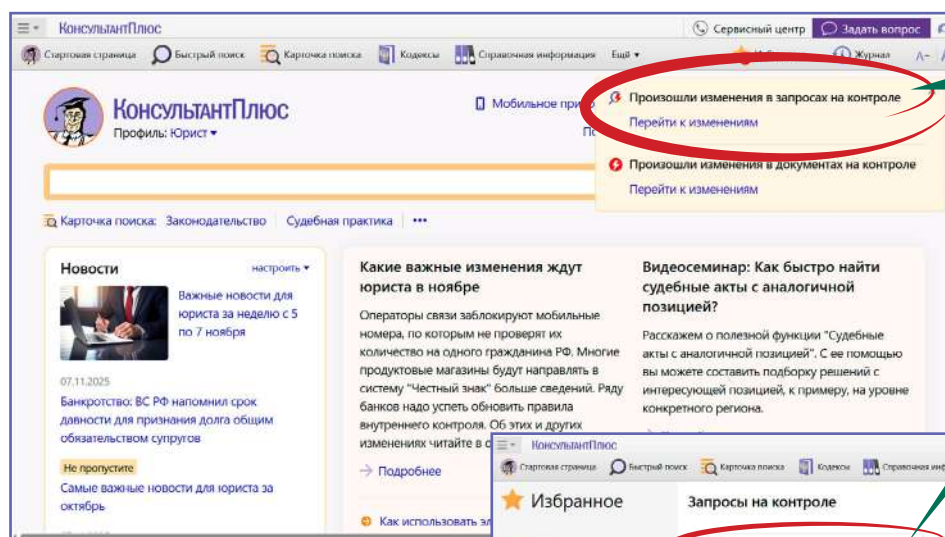 КонсультантПлюс
Сервисный центр
Задать вопрос
Стартовая страница
Быстрый поиск
Карточка поиска
Кодексы
Справочная информация
Ещё
Журнал
А-
КонсультантПлюс
Профиль: Юрист
Мобильное
Произошли изменения в запросах на контроле
Перейти к изменениям
Произошли изменения в документах на контроле
Перейти к изменениям
Карточка поиска:
Законодательство
Судебная практика
•••
Новости
настроить
Важные новости для
юриста за неделю с 5
по 7 ноября
07.11.2025
Банкротство: ВС РФ напомнил срок
давности для признания долга общим
обязательством супругов
Не пропустите
Самые важные новости для юриста за
октябрь
Какие важные изменения ждут
юриста в ноябре
Операторы связи заблокируют мобильные
номера, по которым не проверят их
количество на одного гражданина РФ. Многие
продуктовые магазины будут направлять в
систему "Честный знак" больше сведений. Ряду
банков надо успеть обновить правила
внутреннего контроля. Об этих и других
изменениях читайте в
→ Подробнее
Как использовать
Видеосеминар: Как быстро найти
судебные акты с аналогичной
позицией?
Расскажем о полезной функции "Судебные
акты с аналогичной позицией". С ее помощью
вы можете составить подборку решений с
интересующей позицией, к примеру, на уровне
конкретного региона.
КонсультантПлюс
Стартовая страница
Быстрый поиск
Карточка поиска
Кодексы
Справочная инф
Избранное
Запросы на контроле